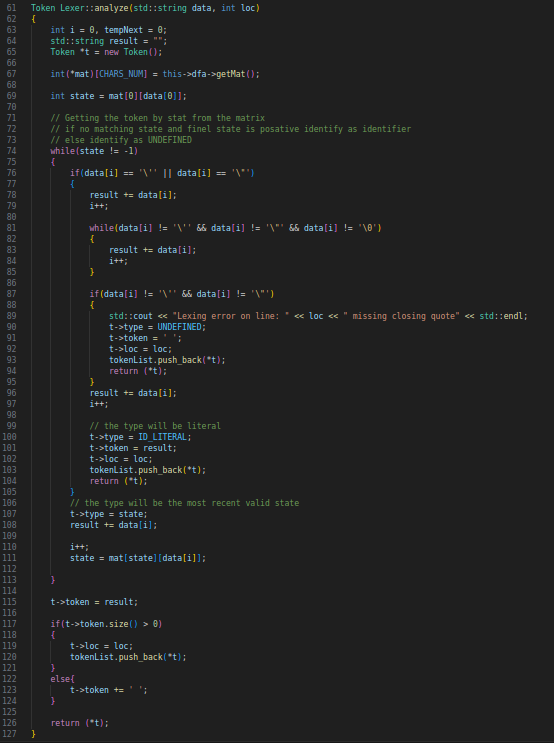 61 Token Lexer::analyze(std::string data, int loc)
62 {
63     int i = 0, tempNext = 0;
64     std::string result = "";
65     Token *t = new Token();
66
67     int(*mat)[CHARS_NUM] = this->dfa->getMat();
68
69     int state = mat[0][data[0]];
70
71     // Getting the token by stat from the matrix
72     // if no matching state and finel state is posative identify as identifier
73     // else identify as UNDEFINED
74     while(state != -1)
75     {
76         if(data[i] == '\'' || data[i] == '\"')
77         {
78             result += data[i];
79             i++;
80
81             while(data[i] != '\'' && data[i] != '\"' && data[i] != '\0')
82             {
83                 result += data[i];
84                 i++;
85             }
86
87             if(data[i] != '\'' && data[i] != '\"')
88             {
89                 std::cout << "Lexing error on line: " << loc << " missing closing quote" << std::endl;
90                 t->type = UNDEFINED;
91                 t->token = ' ';
92                 t->loc = loc;
93                 tokenList.push_back(*t);
94                 return (*t);
95             }
96             result += data[i];
97             i++;
98
99             // the type will be literal
100             t->type = ID_LITERAL;
101             t->token = result;
102             t->loc = loc;
103             tokenList.push_back(*t);
104             return (*t);
105         }
106         // the type will be the most recent valid state
107         t->type = state;
108         result += data[i];
109
110         i++;
111         state = mat[state][data[i]];
112
113     }
114
115     t->token = result;
116
117     if(t->token.size() > 0)
118     {
119         t->loc = loc;
120         tokenList.push_back(*t);
121     }
122     else{
123         t->token += ' ';
124     }
125
126     return (*t);
127 }